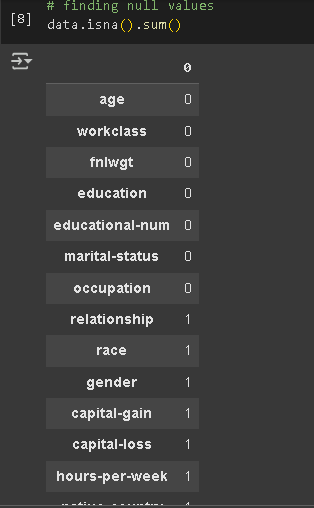 # finding null values
[8] data.isna().sum()
0
age 0
workclass 0
fnlwgt 0
education 0
educational-num 0
marital-status 0
occupation 0
relationship 1
race 1
gender 1
capital-gain 1
capital-loss 1
hours-per-week 1